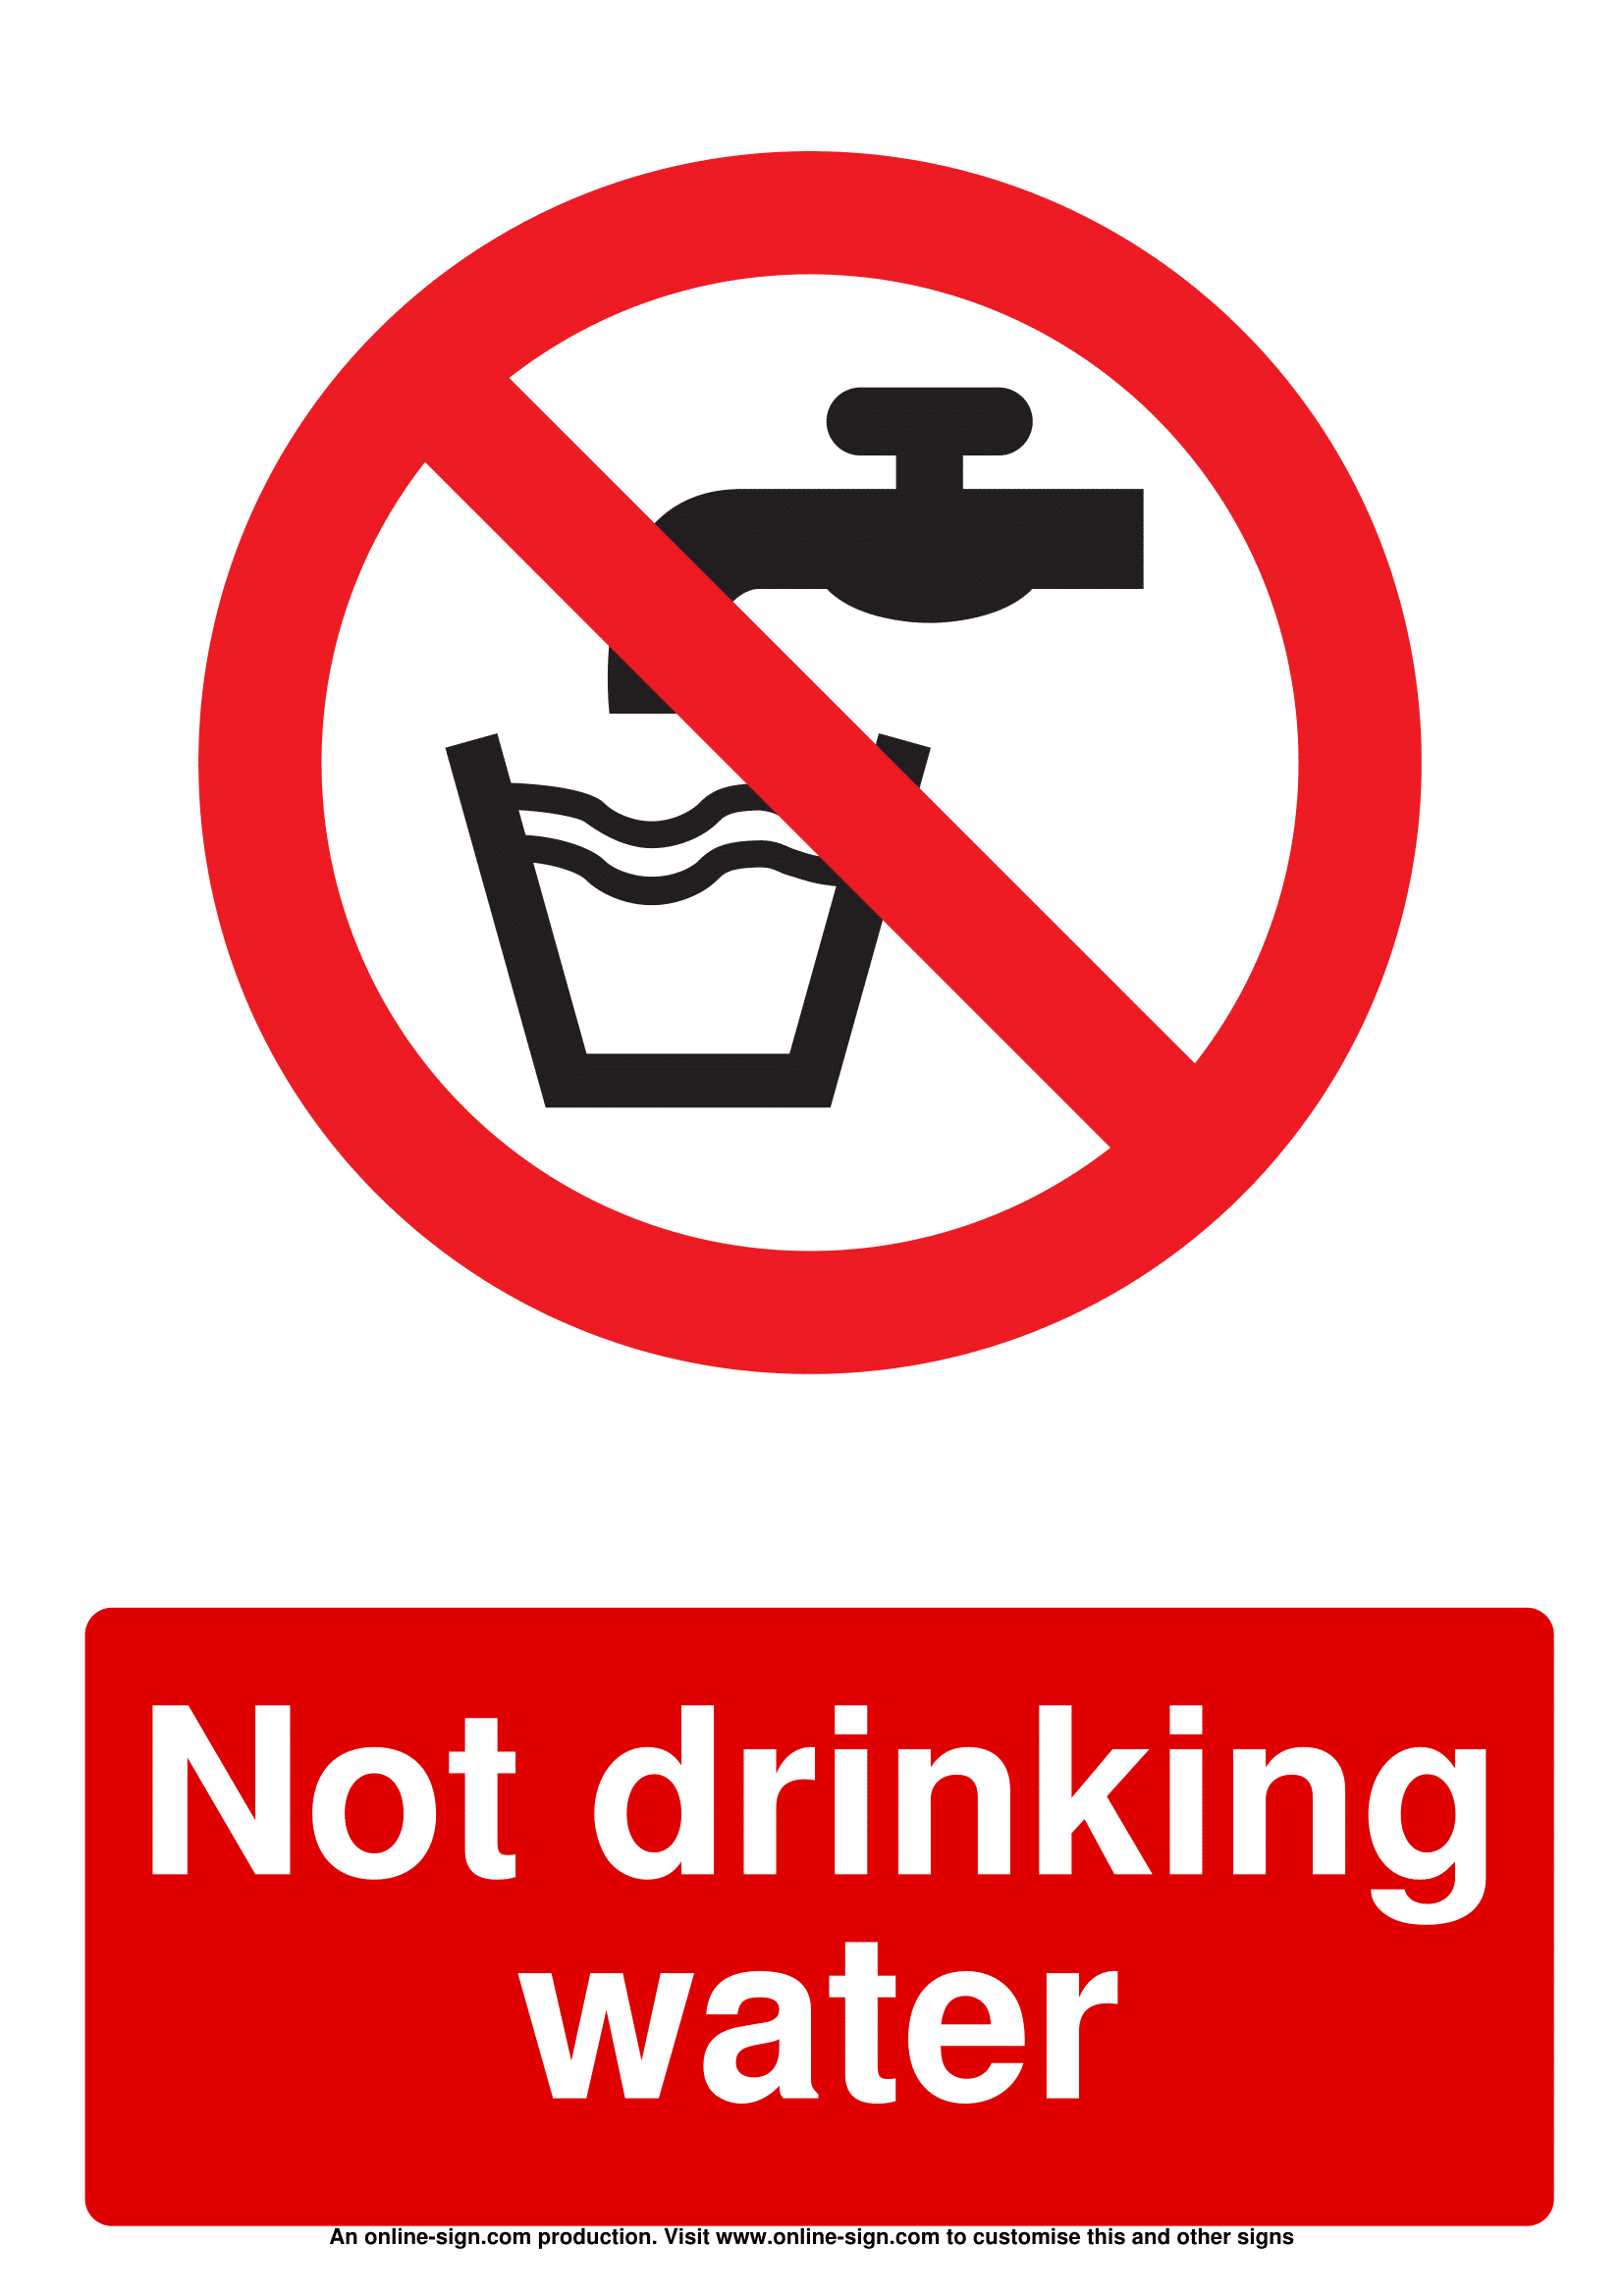 Not drinking
water
An online-sign.com production. Visit www.online-sign.com to customise this and other signs